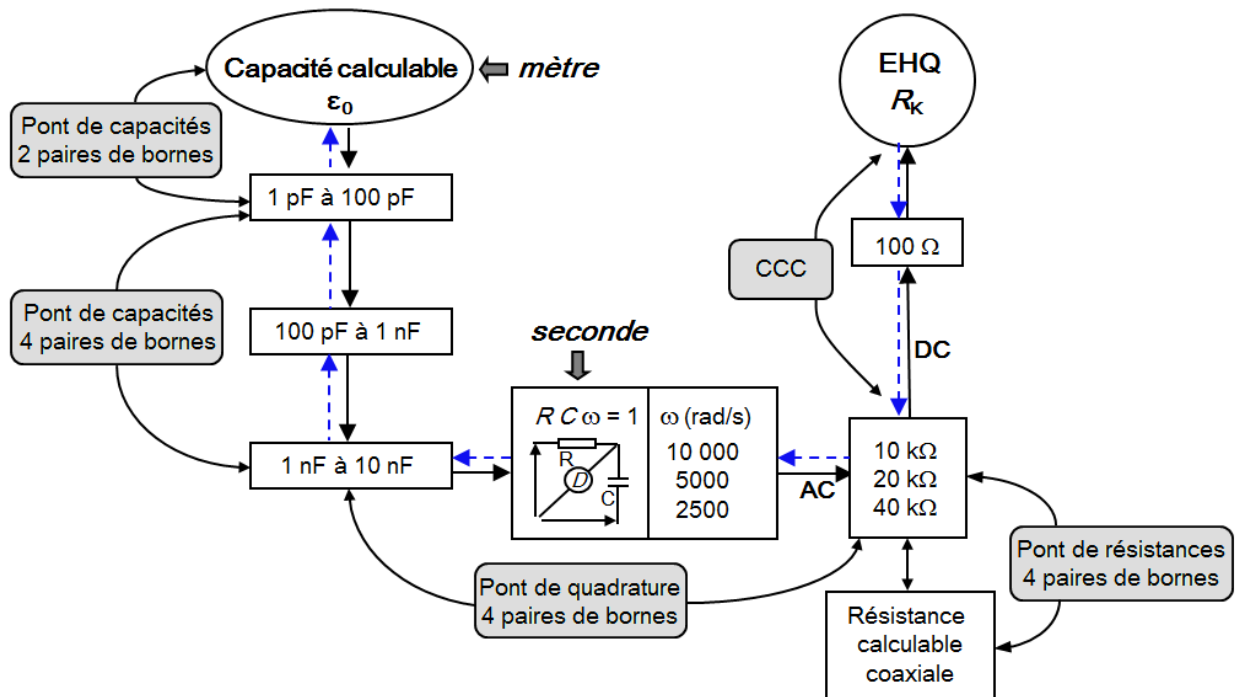 Capacité calculable
ε0
mètre
EHQ
RK
Pont de capacités
2 paires de bornes
1 pF à 100 pF
100 Ω
CCC
Pont de capacités
4 paires de bornes
100 pF à 1 nF
seconde
DC
R C ω = 1
R
D
C
ω (rad/s)
10 000
5000
2500
1 nF à 10 nF
AC
10 kΩ
20 kΩ
40 kΩ
Pont de résistances
4 paires de bornes
Pont de quadrature
4 paires de bornes
Résistance
calculable
coaxiale